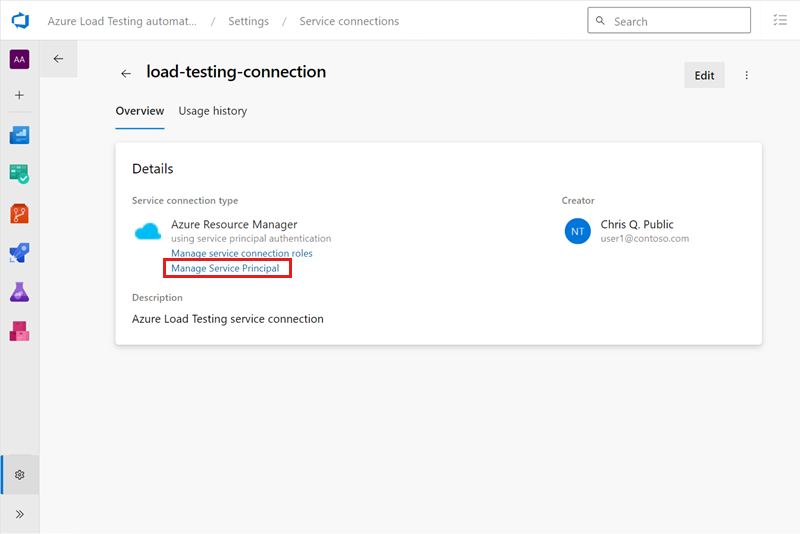 Azure Load Testing automat... / Settings / Service connections
Search
AA
load-testing-connection
Edit
Overview
Usage history
Details
Service connection type
Creator
Azure Resource Manager
using service principal authentication
Manage service connection roles
Manage Service Principal
NT
Chris Q. Public
user1@contoso.com
Description
Azure Load Testing service connection